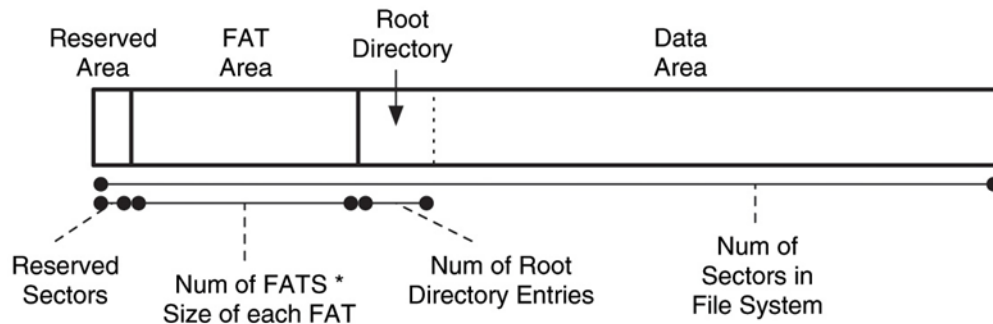 Reserved
Area
FAT
Area
Root
Directory
Data
Area
Reserved
Sectors
Num of FATS *
Size of each FAT
Num of Root
Directory Entries
Num of
Sectors in
File System